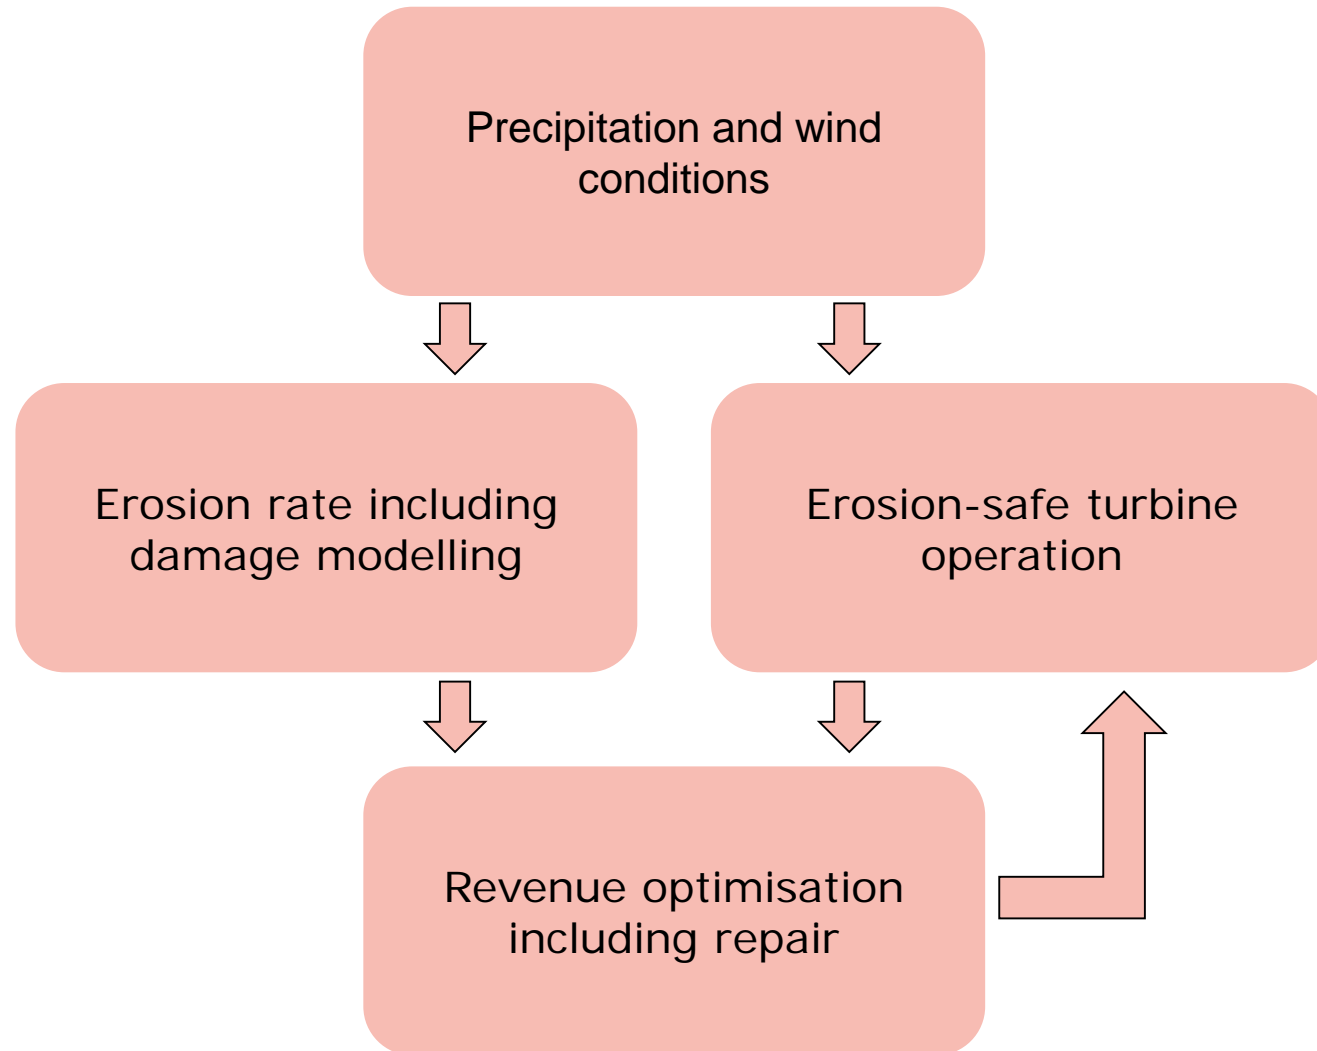 Precipitation and wind
conditions
Erosion rate including
damage modelling
Erosion-safe turbine
operation
Revenue optimisation
including repair